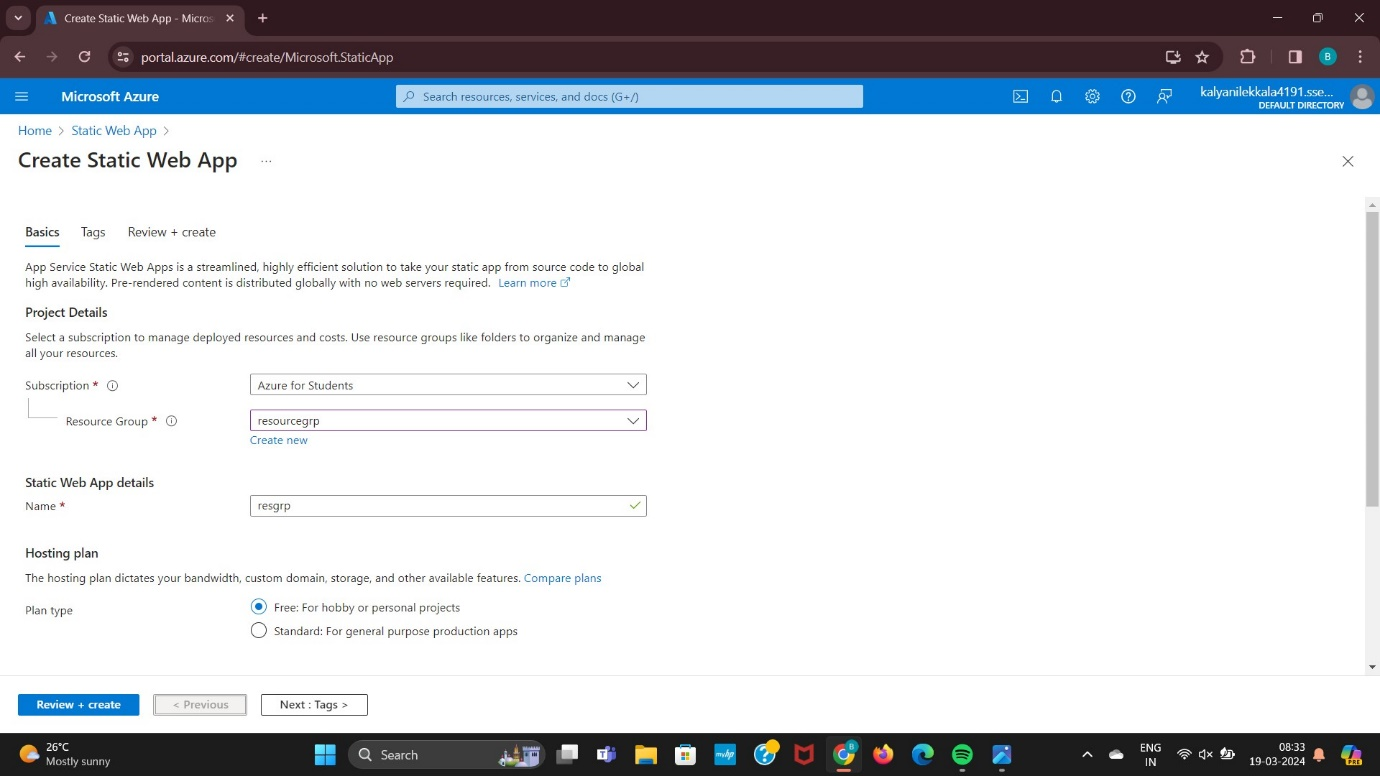 Create Static Web App - Micros
portal.azure.com/#create/Microsoft.StaticApp
B
Microsoft Azure
Search resources, services, and docs (G+/)
kalyanilekkala4191.sse...
DEFAULT DIRECTORY
Home > Static Web App >
Create Static Web App ...
Basics Tags Review + create
App Service Static Web Apps is a streamlined, highly efficient solution to take your static app from source code to global
high availability. Pre-rendered content is distributed globally with no web servers required. Learn more
Project Details
Select a subscription to manage deployed resources and costs. Use resource groups like folders to organize and manage
all your resources.
Subscription * Azure for Students
Resource Group * resourcegrp
Create new
Static Web App details
Name * resgrp
Hosting plan
The hosting plan dictates your bandwidth, custom domain, storage, and other available features. Compare plans
Plan type Free: For hobby or personal projects
Standard: For general purpose production apps
Review + create < Previous Next : Tags >
26°C
Mostly sunny
Search
myhp
B
ENG
IN
08:33
19-03-2024
PRE